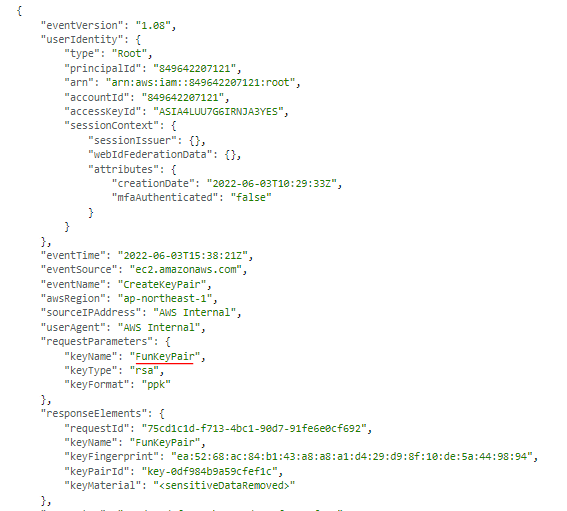 {
"eventVersion": "1.08",
"userIdentity": {
"type": "Root",
"principalId": "849642207121",
"arn": "arn:aws:iam::849642207121:root",
"accountId": "849642207121",
"accessKeyId": "ASIA4LUU7G6IRNJA3YES",
"sessionContext": {
"sessionIssuer": {},
"webIdFederationData": {},
"attributes": {
"creationDate": "2022-06-03T10:29:33Z",
"mfaAuthenticated": "false"
}
}
},
"eventTime": "2022-06-03T15:38:21Z",
"eventSource": "ec2.amazonaws.com",
"eventName": "CreateKeyPair",
"awsRegion": "ap-northeast-1",
"sourceIPAddress": "AWS Internal",
"userAgent": "AWS Internal",
"requestParameters": {
"keyName": "FunKeyPair",
"keyType": "rsa",
"keyFormat": "ppk"
},
"responseElements": {
"requestId": "75cd1c1d-f713-4bc1-90d7-91fe6e0cf692",
"keyName": "FunKeyPair",
"keyFingerprint": "ea:52:68:ac:84:b1:43:a8:a8:a1:d4:29:d9:8f:10:de:5a:44:98:94",
"keyPairId": "key-0df984b9a59cfef1c",
"keyMaterial": "<sensitiveDataRemoved>"
},